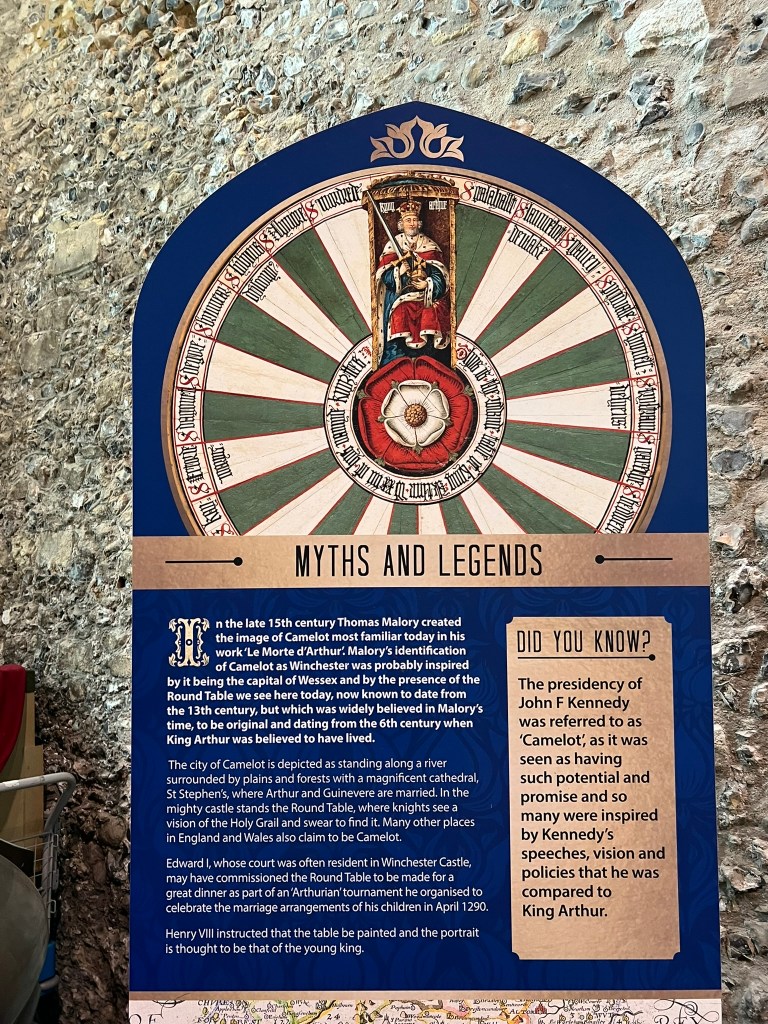 king arthur
MYTHS AND LEGENDS
In the late 15th century Thomas Malory created
the image of Camelot most familiar today in his
work ‘Le Morte d’Arthur’. Malory’s identification
of Camelot as Winchester was probably inspired
by it being the capital of Wessex and by the presence of the
Round Table we see here today, now known to date from
the 13th century, but which was widely believed in Malory’s
time, to be original and dating from the 6th century when
King Arthur was believed to have lived.
The city of Camelot is depicted as standing along a river
surrounded by plains and forests with a magnificent cathedral,
St Stephen’s, where Arthur and Guinevere are married. In the
mighty castle stands the Round Table, where knights see a
vision of the Holy Grail and swear to find it. Many other places
in England and Wales also claim to be Camelot.
Edward I, whose court was often resident in Winchester Castle,
may have commissioned the Round Table to be made for a
great dinner as part of an ‘Arthurian’ tournament he organised to
celebrate the marriage arrangements of his children in April 1290.
Henry VIII instructed that the table be painted and the portrait
is thought to be that of the young king.
DID YOU KNOW?
The presidency of
John F Kennedy
was referred to as
‘Camelot’, as it was
seen as having
such potential and
promise and so
many were inspired
by Kennedy’s
speeches, vision and
policies that he was
compared to
King Arthur.